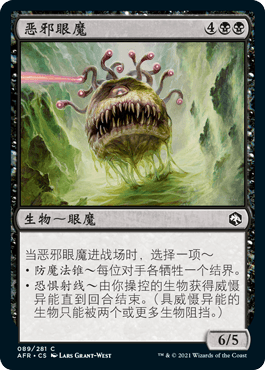 恶邪眼魔 4
生物～眼魔
当恶邪眼魔进战场时，选择一项～
• 防魔法锥～每位对手各牺牲一个结界。
• 恐惧射线～由你操控的生物获得威慑
异能直到回合结束。（具威慑异能的
生物只能被两个或更多生物阻挡。）
6/5
089/281 C
AFR • CS LARS GRANT-WEST
™ & © 2021 Wizards of the Coast